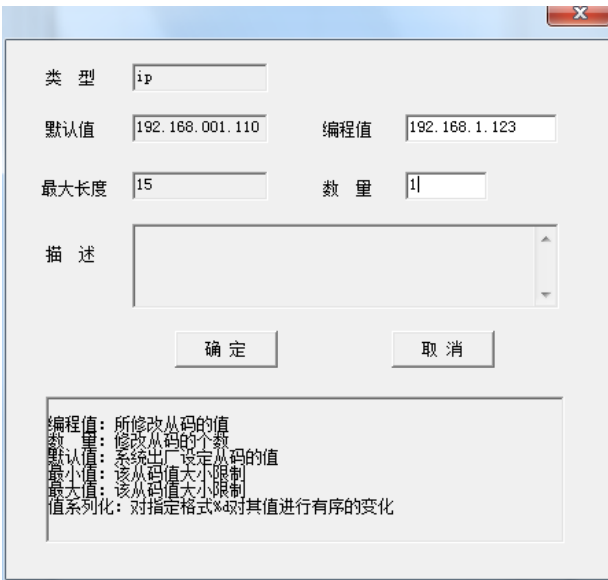 类 型 ip
默认值 192.168.001.110 编程值 192.168.1.123
最大长度 15 数 量 1
描 述
确 定 取 消
编程值：所修改从码的值
数 量：修改从码的个数
默认值：系统出厂设定从码的值
最小值：该从码值大小限制
最大值：该从码值大小限制
值系列化：对指定格式%d对其值进行有序的变化